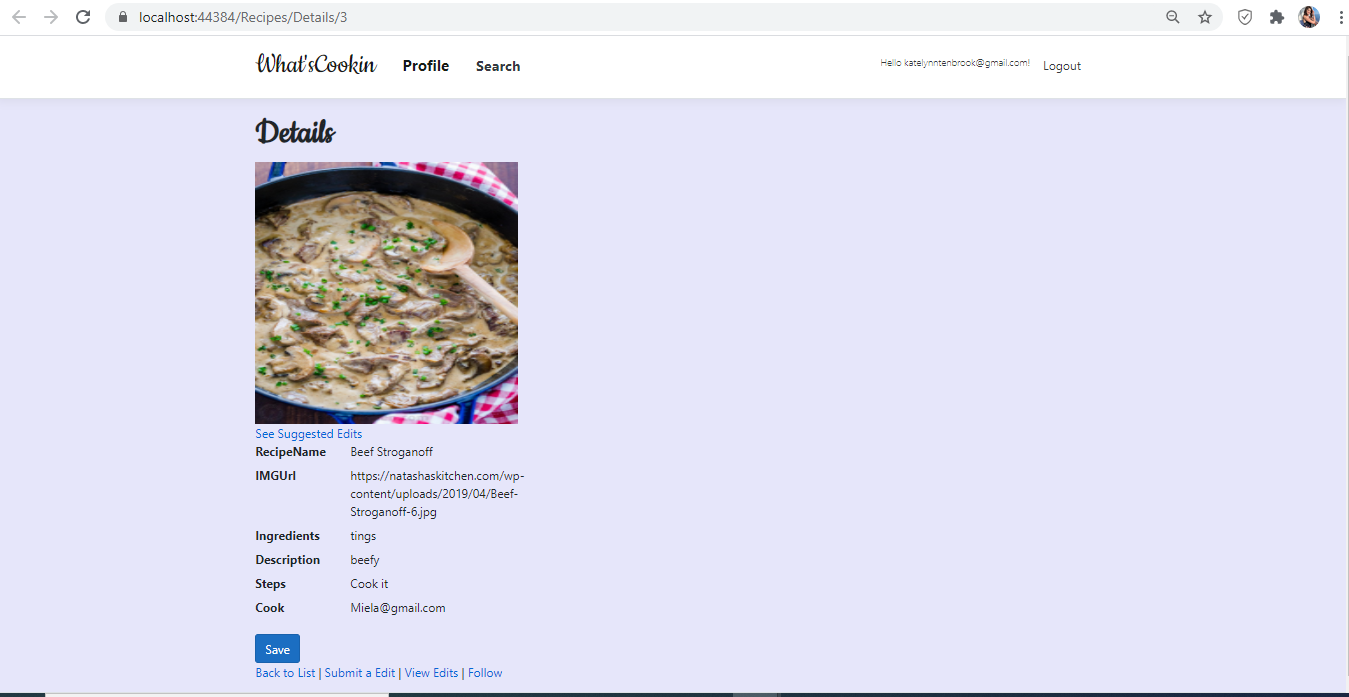 localhost:44384/Recipes/Details/3
What'sCookin Profile Search Hello katelynntenbrook@gmail.com! Logout
Details
See Suggested Edits
RecipeName Beef Stroganoff
IMGUrl https://natashaskitchen.com/wp-
content/uploads/2019/04/Beef-
Stroganoff-6.jpg
Ingredients tings
Description beefy
Steps Cook it
Cook Miela@gmail.com
Save
Back to List | Submit a Edit | View Edits | Follow